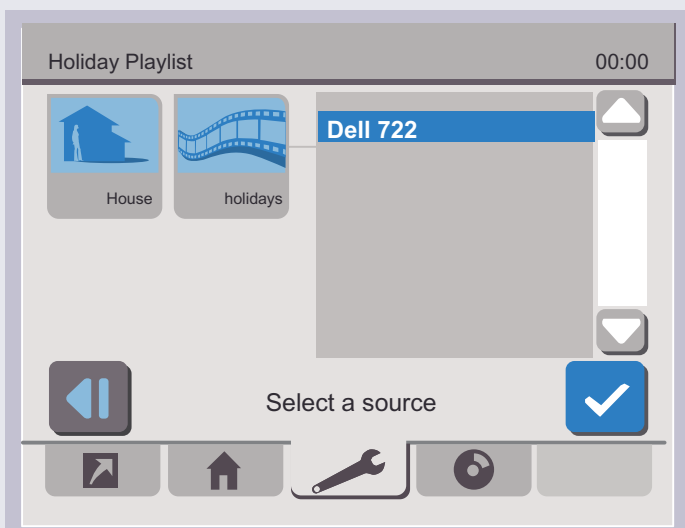 Holiday Playlist 00:00
Dell 722
House
holidays
Select a source